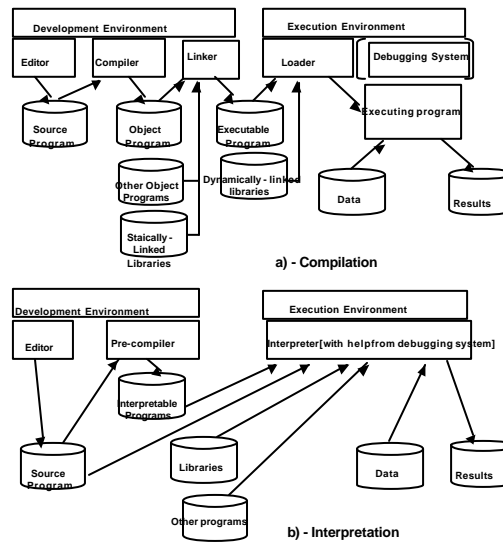 Development Environment
Execution Environment
Editor
Compiler
Linker
Loader
Debugging System
Source
Program
Object
Program
Executable
Program
Executing program
Other Object
Programs
Dynamically - linked
libraries
Staically -
Linked
Libraries
Data
Results
a) - Compilation
Development Environment
Execution Environment
Editor
Pre-compiler
Interpreter[with helpfrom debugging system]
Interpretable
Programs
Source
Program
Libraries
Data
Results
Other programs
b) - Interpretation